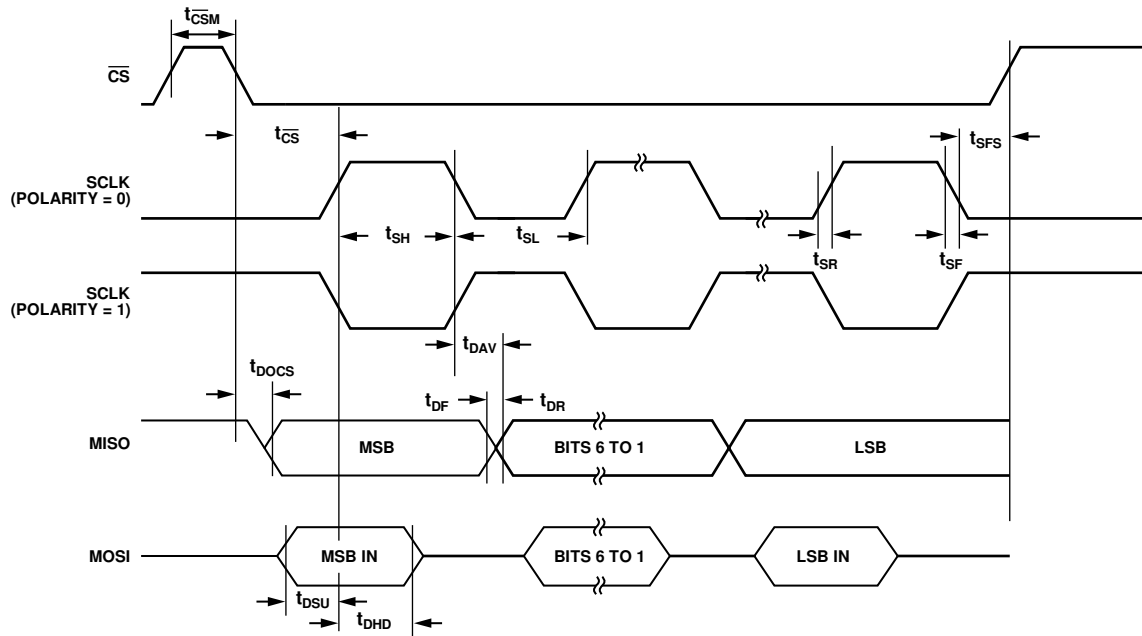 tCSM
CS
tCS
tSFS
SCLK
(POLARITY = 0)
tSH
tSL
tSR
tSF
SCLK
(POLARITY = 1)
tDAV
tDOCS
tDF
tDR
MISO
MSB
BITS 6 TO 1
LSB
MOSI
MSB IN
BITS 6 TO 1
LSB IN
tDSU
tDHD